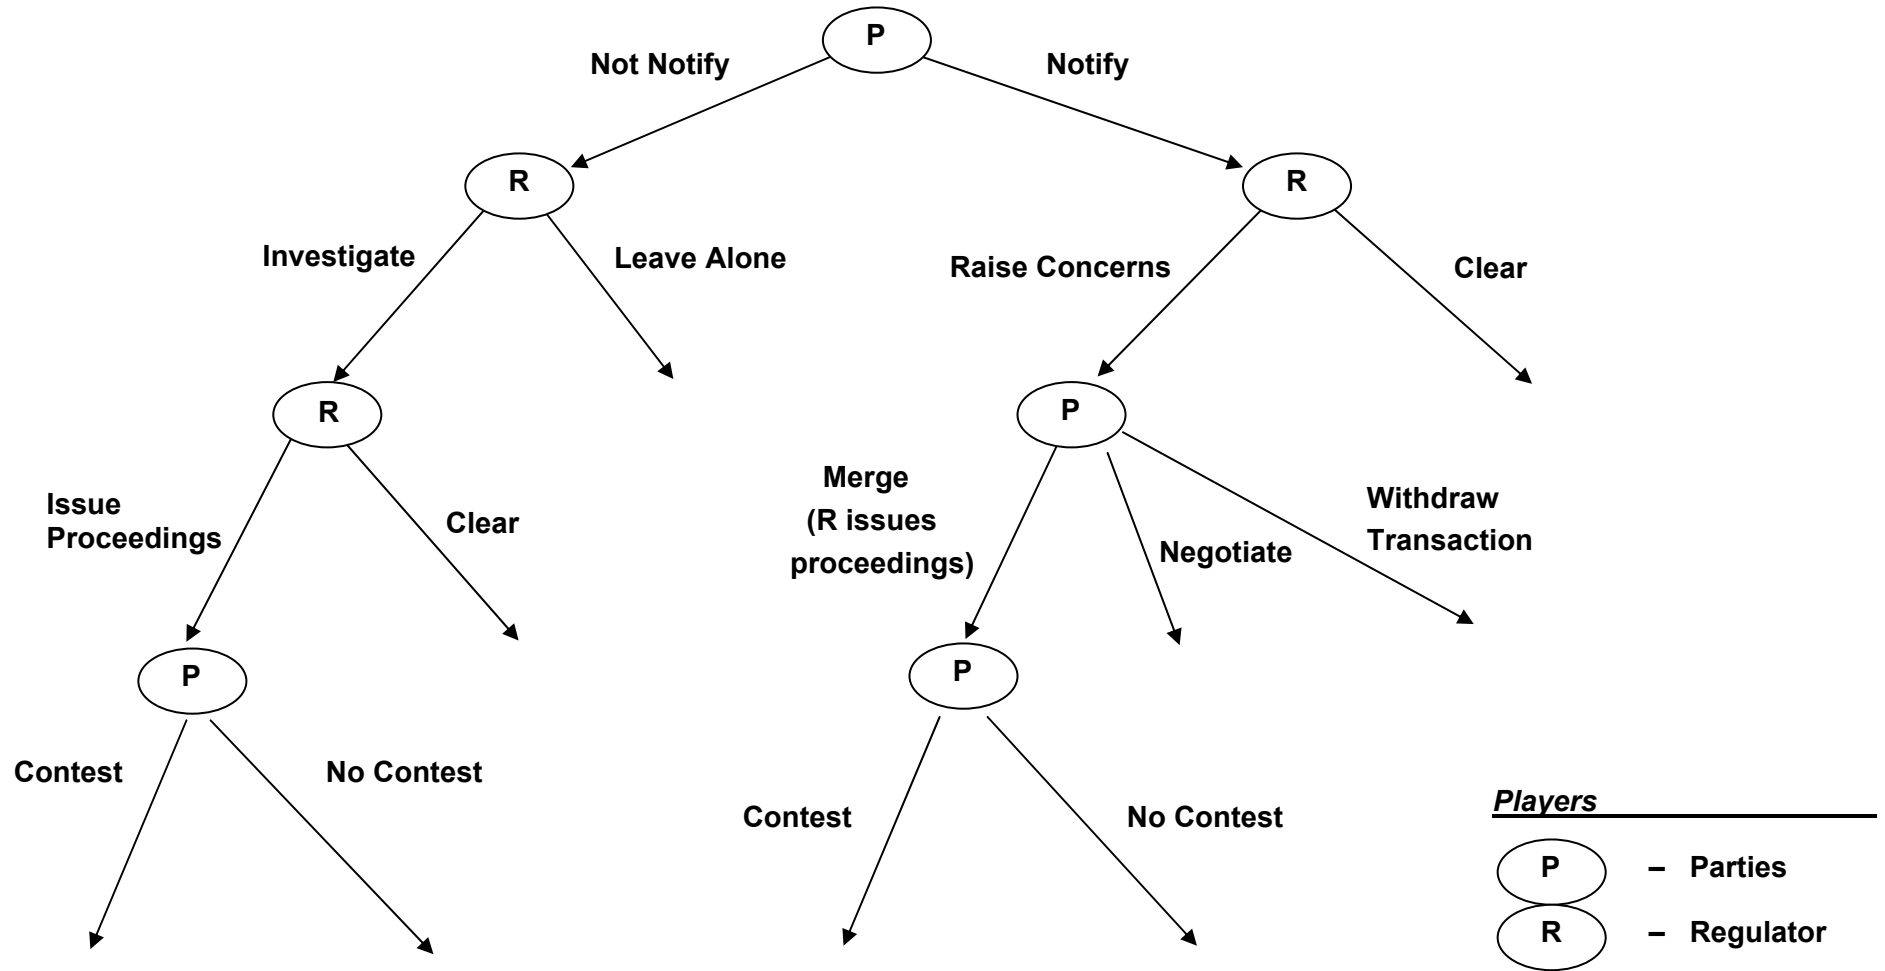 P
Not Notify
Notify
R
R
Investigate
Leave Alone
Raise Concerns
Clear
R
P
Issue
Proceedings
Clear
Merge
(R issues
proceedings)
Negotiate
Withdraw
Transaction
P
P
Contest
No Contest
Contest
No Contest
Players
P – Parties
R – Regulator